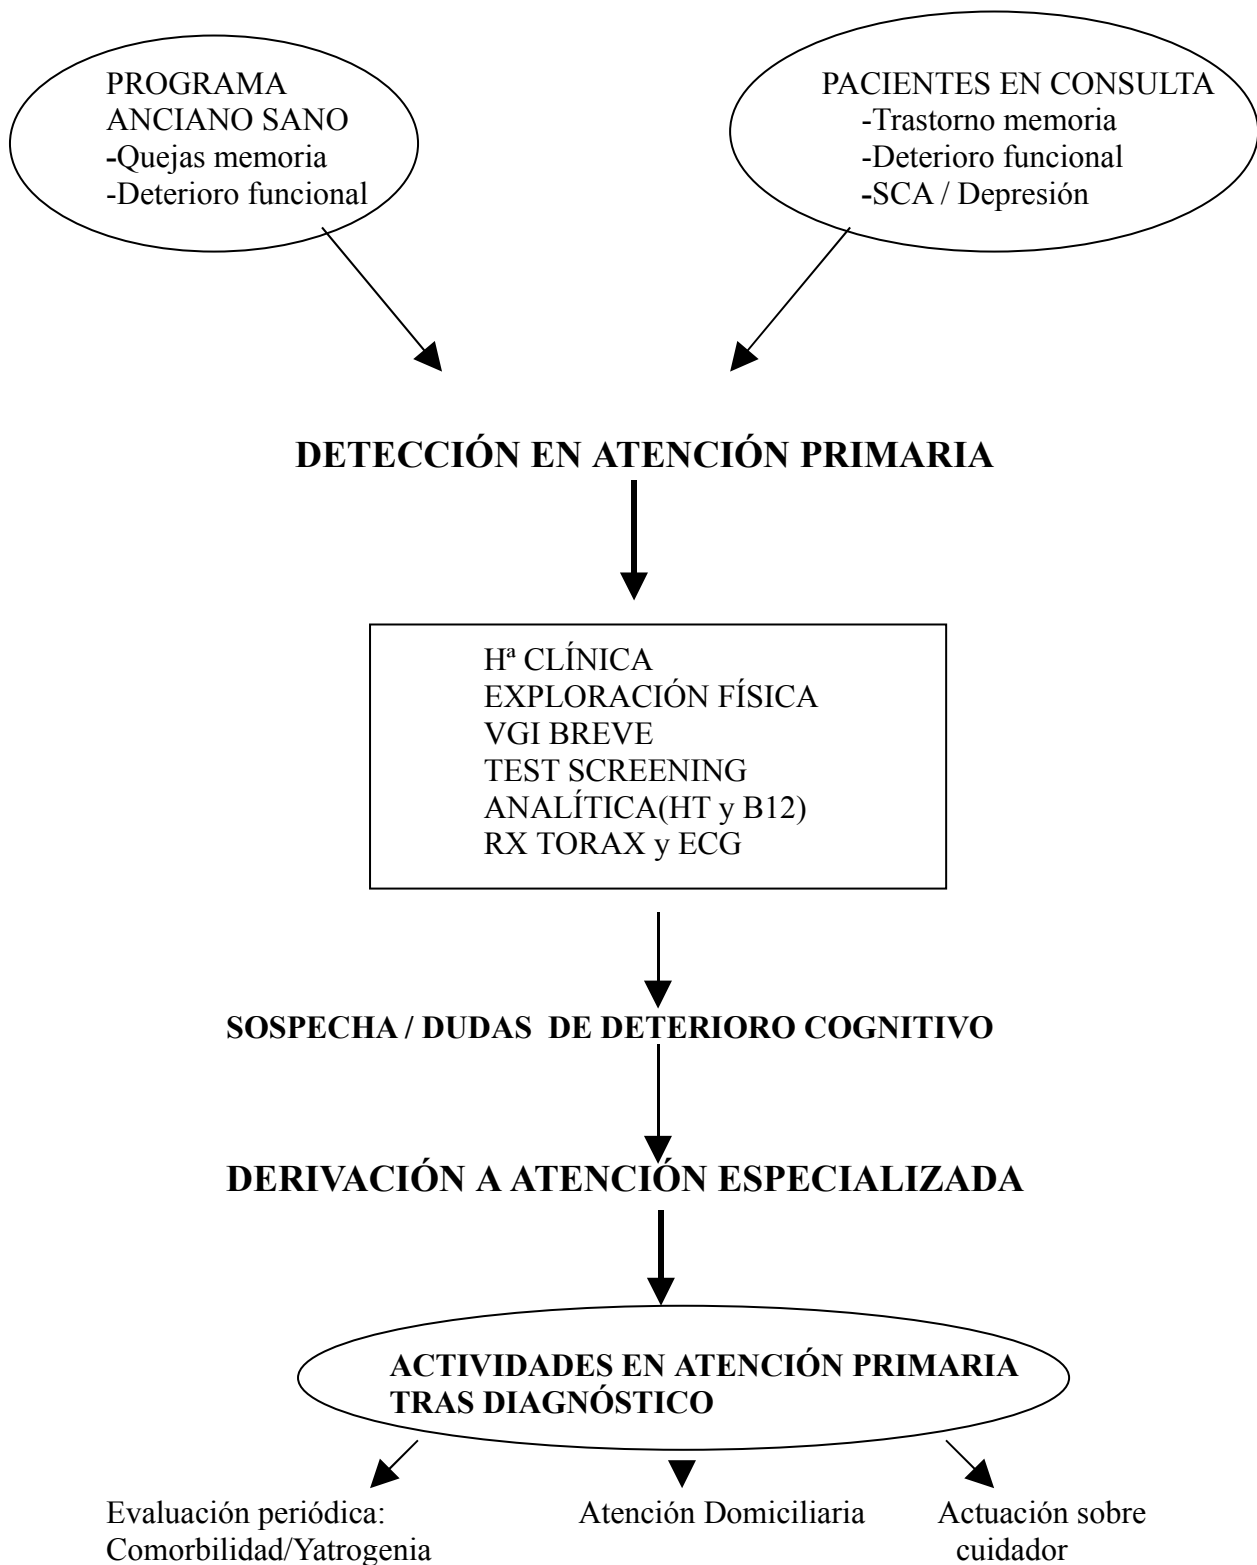 PROGRAMA
ANCIANO SANO
-Quejas memoria
-Deterioro funcional
PACIENTES EN CONSULTA
-Trastorno memoria
-Deterioro funcional
-SCA / Depresión
DETECCIÓN EN ATENCIÓN PRIMARIA
Hª CLÍNICA
EXPLORACIÓN FÍSICA
VGI BREVE
TEST SCREENING
ANALÍTICA(HT y B12)
RX TORAX y ECG
SOSPECHA / DUDAS  DE DETERIORO COGNITIVO
DERIVACIÓN A ATENCIÓN ESPECIALIZADA
ACTIVIDADES EN ATENCIÓN PRIMARIA
TRAS DIAGNÓSTICO
Evaluación periódica:
Comorbilidad/Yatrogenia
Atención Domiciliaria
Actuación sobre
cuidador